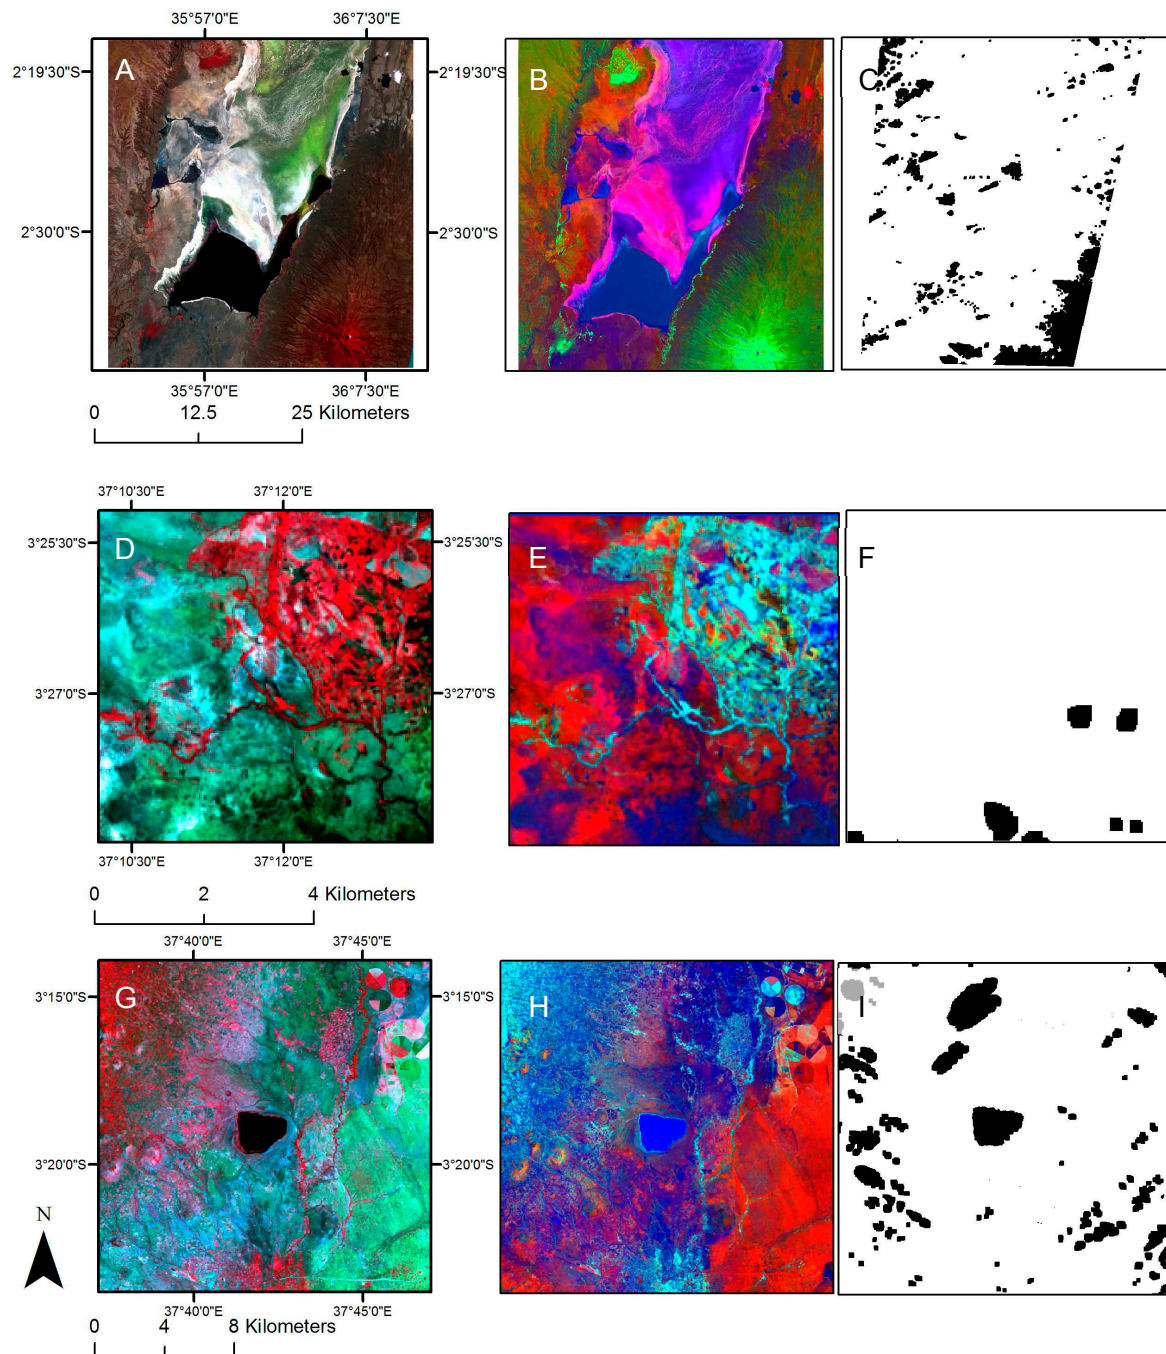 35°57'0"E 36°7'30"E
2°19'30"S A 2°19'30"S B C
2°30'0"S 2°30'0"S
35°57'0"E 36°7'30"E
0 12.5 25 Kilometers
37°10'30"E 37°12'0"E
3°25'30"S D 3°25'30"S E F
3°27'0"S 3°27'0"S
37°10'30"E 37°12'0"E
0 2 4 Kilometers
37°40'0"E 37°45'0"E
3°15'0"S G 3°15'0"S H I
3°20'0"S 3°20'0"S
N
37°40'0"E 37°45'0"E
0 4 8 Kilometers